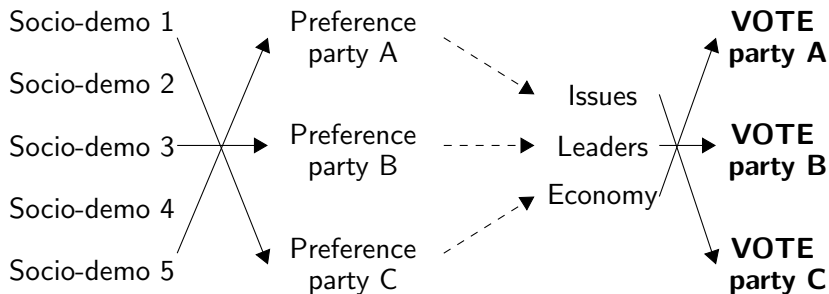 Socio-demo 1
Socio-demo 2
Socio-demo 3
Socio-demo 4
Socio-demo 5
Preference
party A
Preference
party B
Preference
party C
Issues
Leaders
Economy
VOTE
party A
VOTE
party B
VOTE
party C